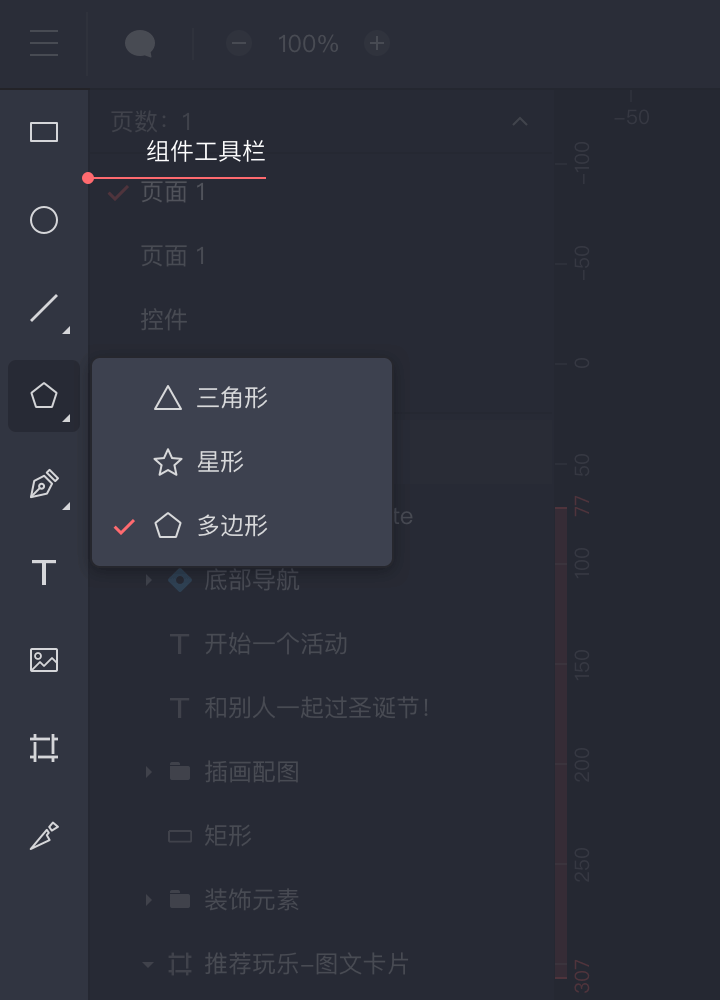 100%
页数：1
组件工具栏
页面 1
页面 1
控件
三角形
星形
多边形
te
底部导航
开始一个活动
和别人一起过圣诞节！
插画配图
矩形
装饰元素
推荐玩乐-图文卡片
-50
-100
-50
0
50
77
100
150
200
250
307